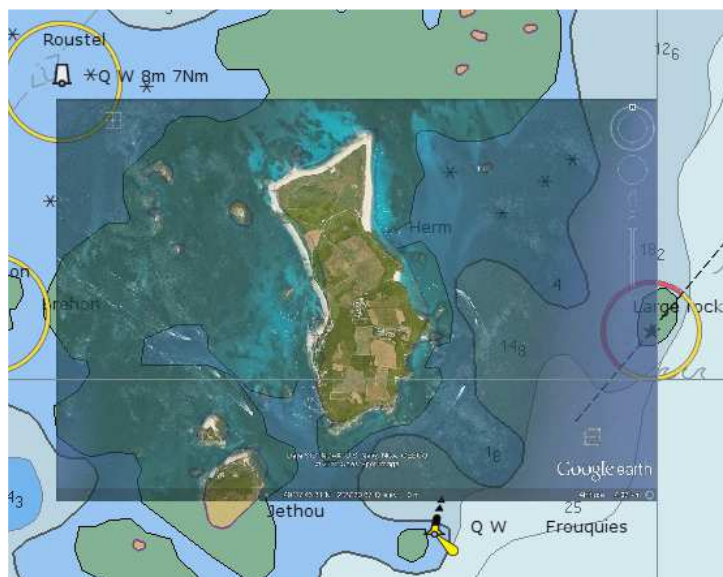 Roustel
Q W 8m 7Nm
12₆
Herm
18₂
4
Brehon
Large rock
14₈
18
Google earth
4₃
25
Jethou
Q W
Frouquies